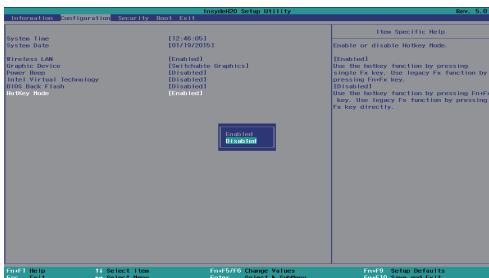 InsydeH20 Setup Utility Rev. 5.0
Information Configuration Security Boot Exit
Item Specific Help
System Time [12:46:05]
System Date [01/19/2015]
Enable or disable Hotkey Mode.
Wireless LAN [Enabled]
Graphic Device [Switchable Graphics]
Power Beep [Disabled]
Intel Virtual Technology [Disabled]
BIOS Back Flash [Disabled]
HotKey Mode [Enabled]
[Enabled]
Use the hotkey function by pressing
single Fx key. Use legacy Fx function by
pressing Fn+Fx key.
[Disabled]
Use the hotkey function by pressing Fn+Fx
key. Use legacy Fx function by pressing
Fx key directly.
Enabled
Disabled
Fn+F1 Help ↑↓ Select Item Fn+F5/F6 Change Values Fn+F9 Setup Defaults
Esc Exit ↔ Select Menu Enter Select ▶ SubMenu Fn+F10 Save and Exit